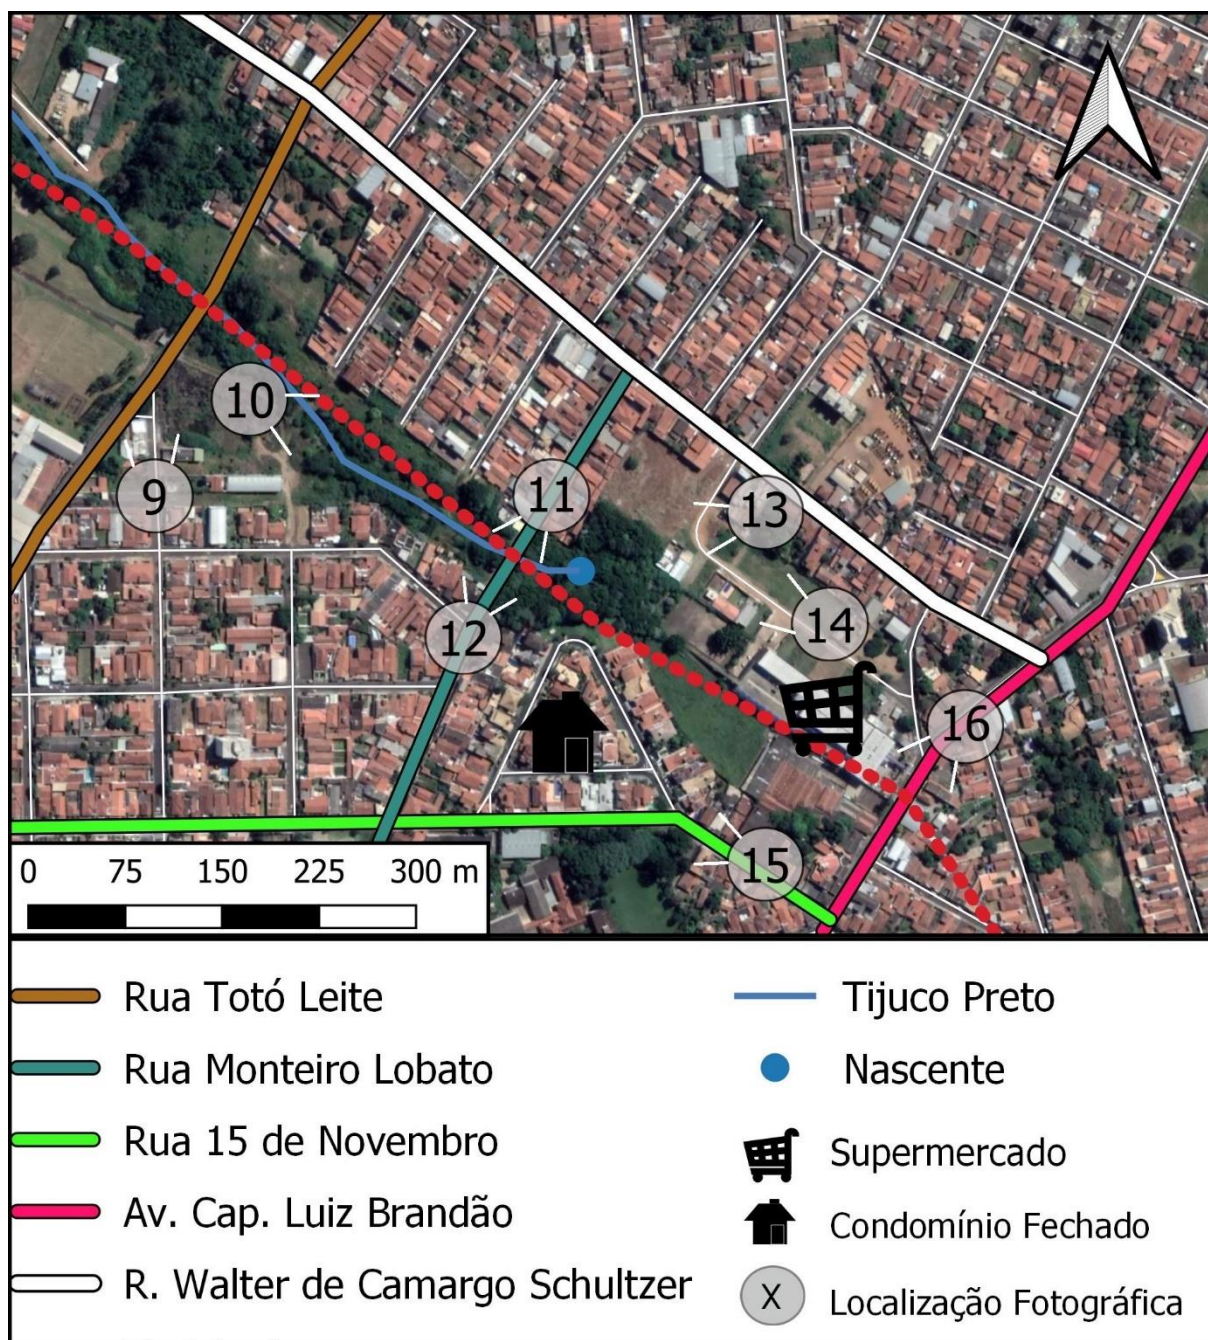 10
9
11
12
13
14
15
16
0 75 150 225 300 m
Rua Totó Leite
Rua Monteiro Lobato
Rua 15 de Novembro
Av. Cap. Luiz Brandão
R. Walter de Camargo Schultzer
Tijuco Preto
Nascente
Supermercado
Condomínio Fechado
X Localização Fotográfica